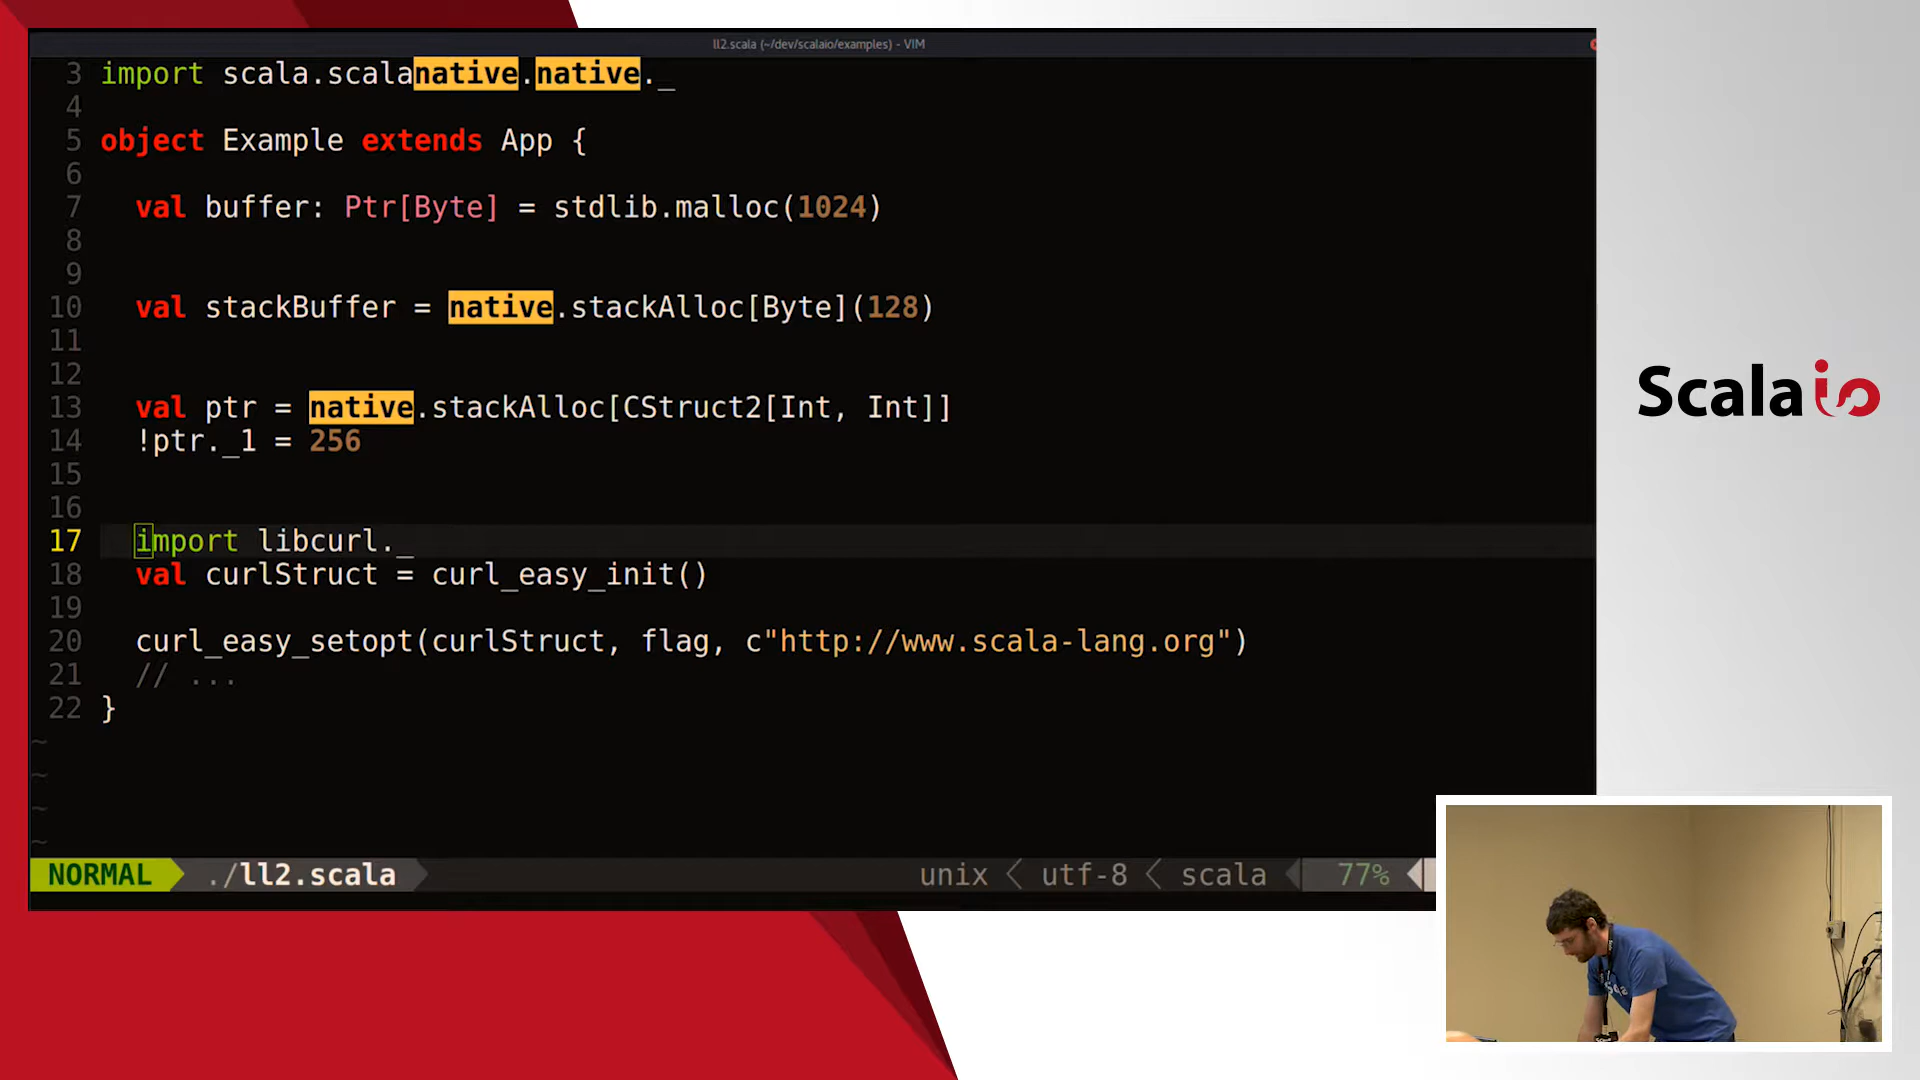 ll2.scala (~/dev/scalaio/examples) - VIM
3 import scala.scalanative.native._
4
5 object Example extends App {
6
7 val buffer: Ptr[Byte] = stdlib.malloc(1024)
8
9
10 val stackBuffer = native.stackAlloc[Byte](128)
11
12
13 val ptr = native.stackAlloc[CStruct2[Int, Int]]
14 !ptr._1 = 256
15
16
17 import libcurl._
18 val curlStruct = curl_easy_init()
19
20 curl_easy_setopt(curlStruct, flag, c"http://www.scala-lang.org")
21 // ...
22 }
~
~
~
~
NORMAL ./ll2.scala unix utf-8 scala 77%
Scala io